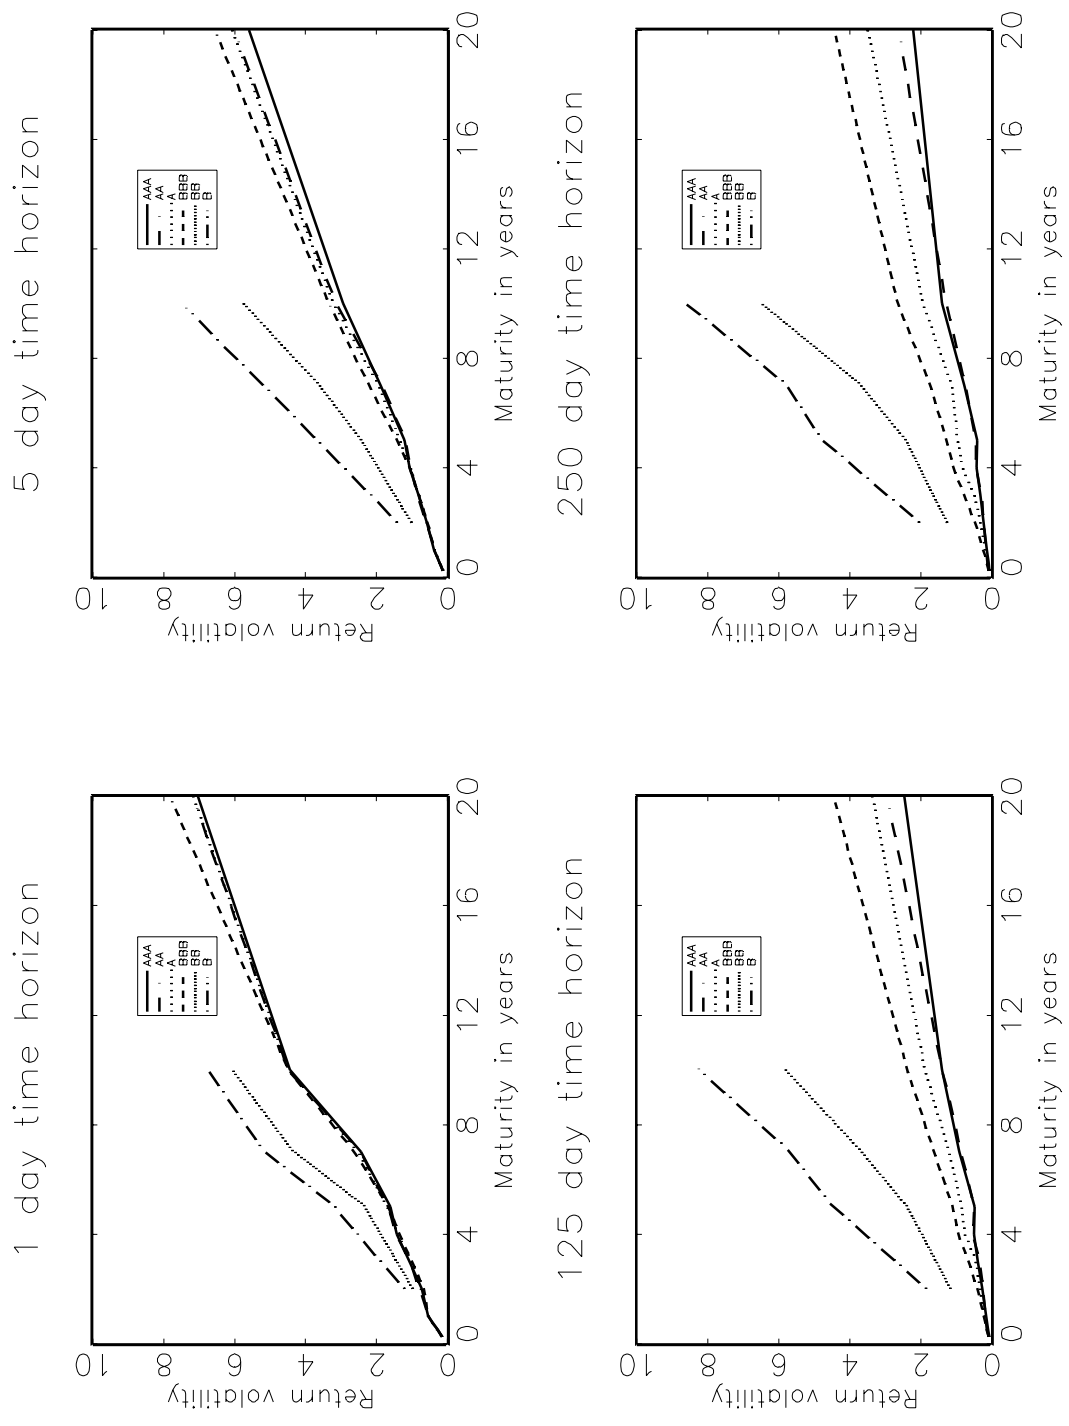 1 day time horizon
Return volatility
0 2 4 6 8 10
0 4 8 12 16 20
Maturity in years
AAA
AA
A
BBB
BB
B
5 day time horizon
Return volatility
0 2 4 6 8 10
0 4 8 12 16 20
Maturity in years
AAA
AA
A
BBB
BB
B
125 day time horizon
Return volatility
0 2 4 6 8 10
0 4 8 12 16 20
Maturity in years
AAA
AA
A
BBB
BB
B
250 day time horizon
Return volatility
0 2 4 6 8 10
0 4 8 12 16 20
Maturity in years
AAA
AA
A
BBB
BB
B